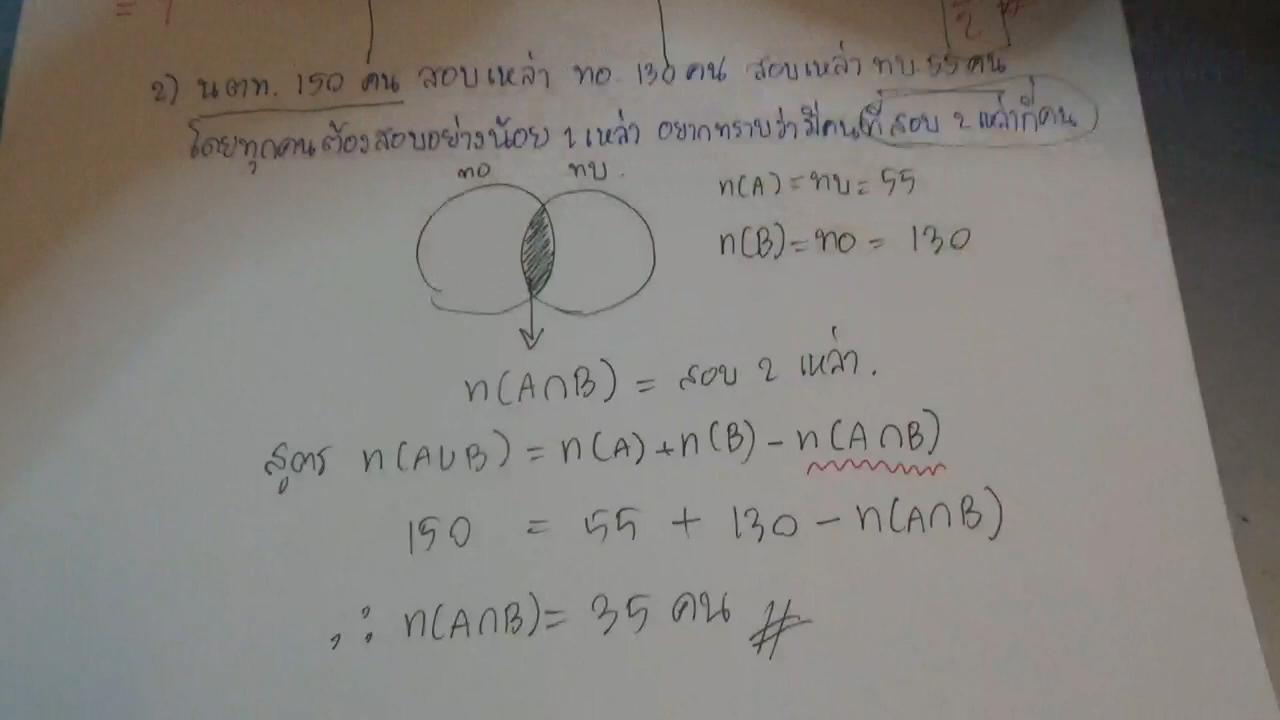 2) นตท. 150 คน สอบเหล่า ทอ. 130 คน สอบเหล่า ทบ. 55 คน
โดยทุกคนต้องสอบอย่างน้อย 1 เหล่า อยากทราบว่ามีคนที่สอบ 2 เหล่ากี่คน
ทอ ทบ.
n(A) = ทบ = 55
n(B) = ทอ = 130
n(A∩B) = สอบ 2 เหล่า.
สูตร n(A∪B) = n(A) + n(B) - n(A∩B)
150 = 55 + 130 - n(A∩B)
∴ n(A∩B) = 35 คน #